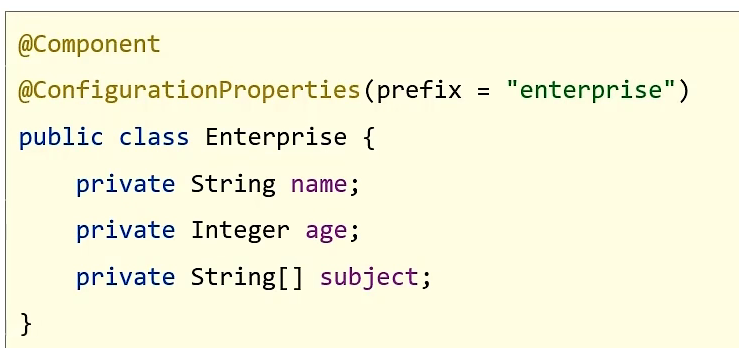 @Component
@ConfigurationProperties(prefix = "enterprise")
public class Enterprise {
    private String name;
    private Integer age;
    private String[] subject;
}